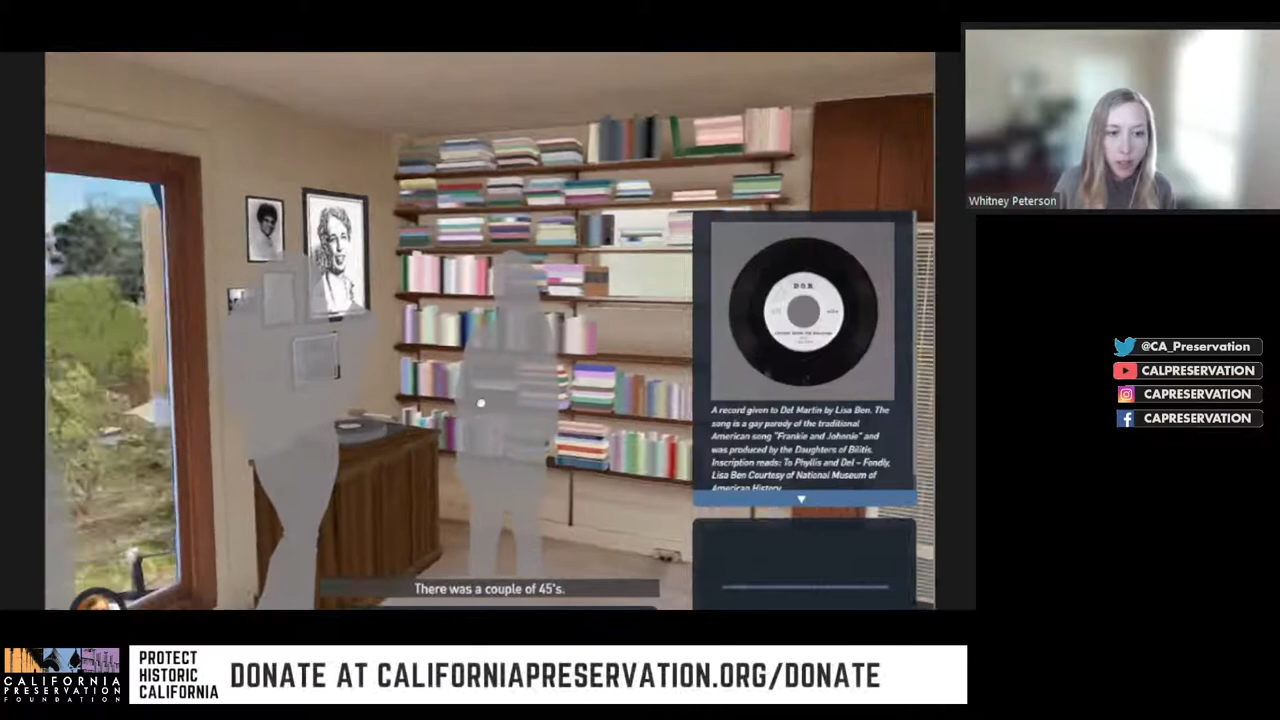 Whitney Peterson
D.O.B.
A record given to Del Martin by Lisa Ben. The
song is a gay parody of the traditional
American song "Frankie and Johnie" and
was produced by the Daughters of Bilitis.
Inscription reads: To Phyllis and Del – Fondly,
Lisa Ben Courtesy of National Museum of
American History
There was a couple of 45's.
@CA_Preservation
CALPRESERVATION
CAPRESERVATION
CAPRESERVATION
CALIFORNIA
PRESERVATION
FOUNDATION
PROTECT
HISTORIC
CALIFORNIA
DONATE AT CALIFORNIAPRESERVATION.ORG/DONATE